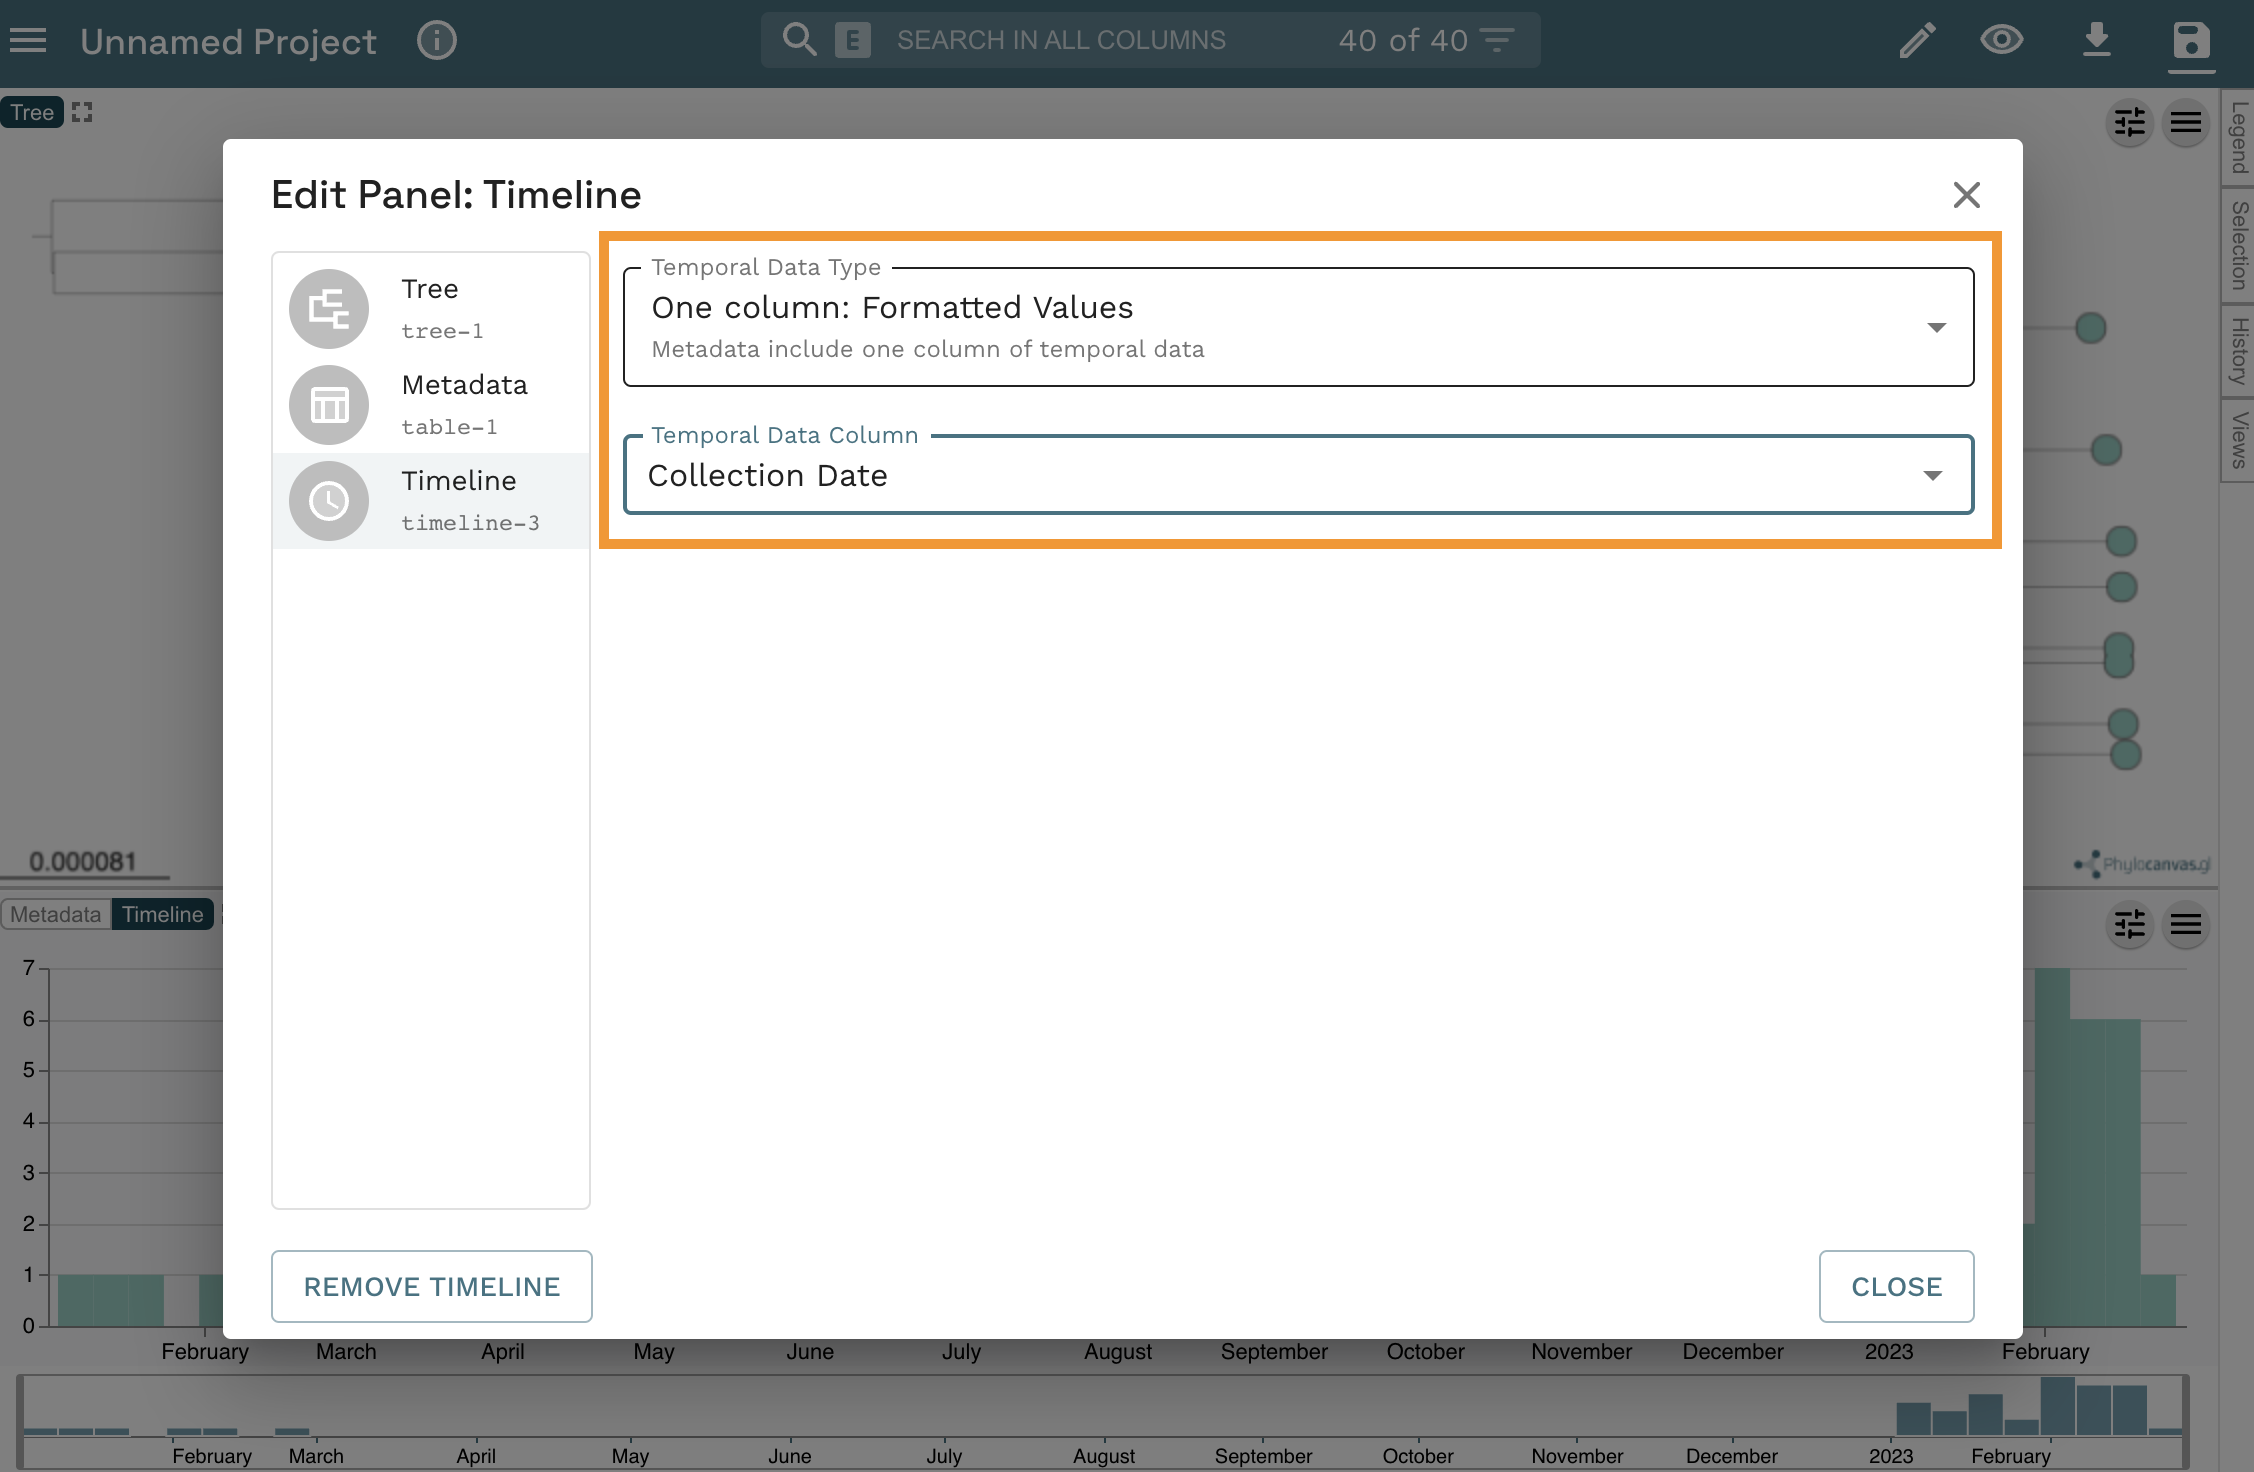 Unnamed Project
E SEARCH IN ALL COLUMNS 40 of 40
Tree
Legend
Selection
History
Views
Edit Panel: Timeline
Tree
tree-1
Metadata
table-1
Timeline
timeline-3
Temporal Data Type
One column: Formatted Values
Metadata include one column of temporal data
Temporal Data Column
Collection Date
REMOVE TIMELINE
CLOSE
0.000081
Phylocanvas.gl
Metadata Timeline
7
6
5
4
3
2
1
0
February March April May June July August September October November December 2023 February
February March April May June July August September October November December 2023 February